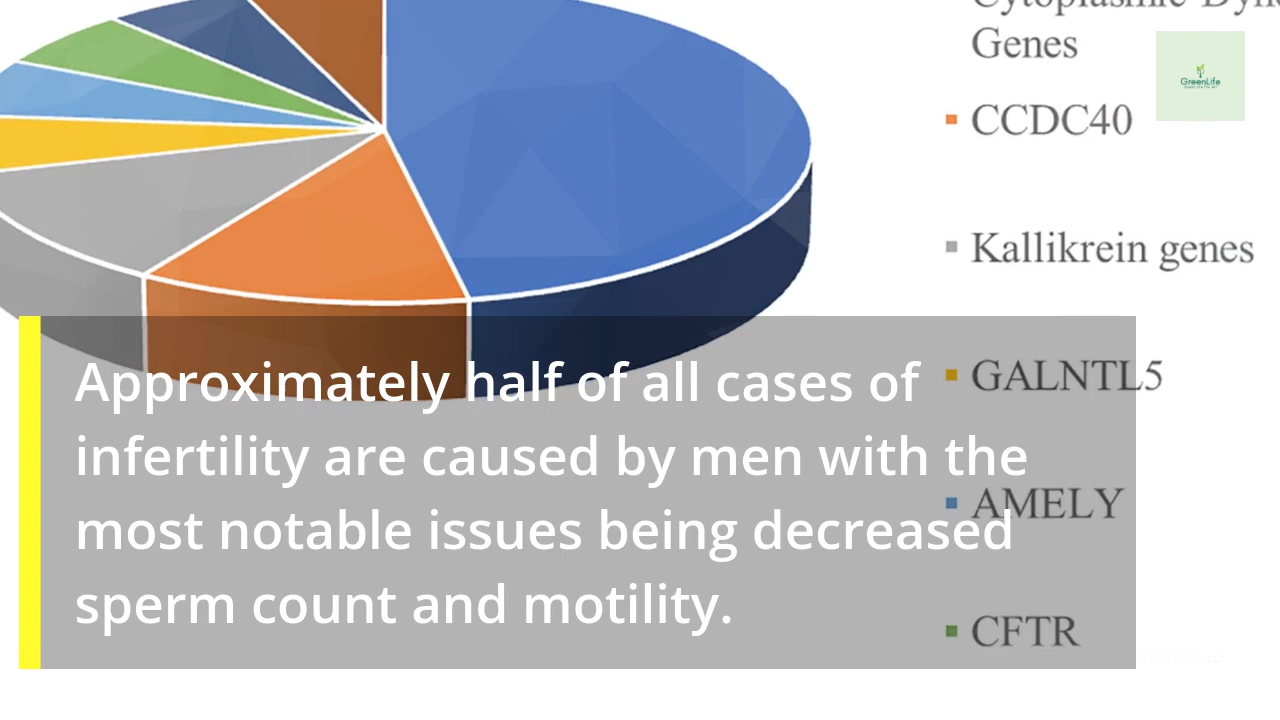 Genes
GreenLife
CCDC40
Kallikrein genes
GALNTL5
AMELY
CFTR
Approximately half of all cases of
infertility are caused by men with the
most notable issues being decreased
sperm count and motility.